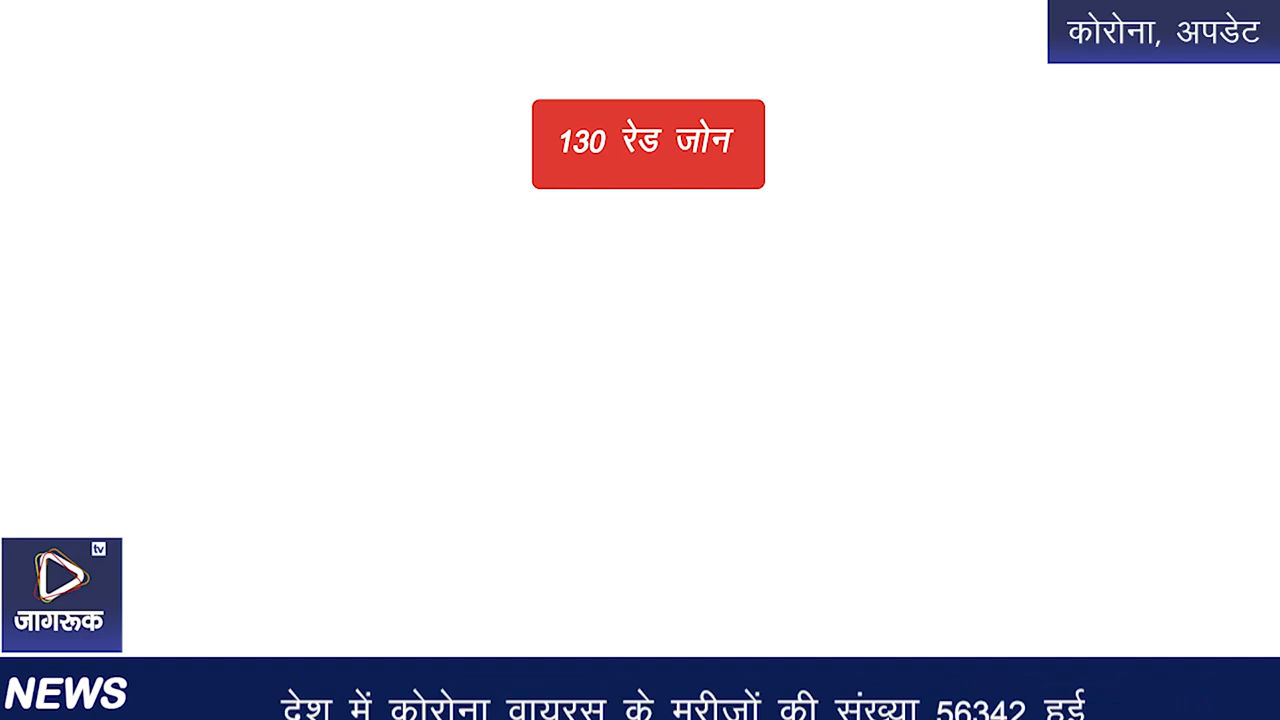 कोरोना, अपडेट
130 रेड जोन
tv
जागरूक
NEWS
देश में कोरोना वायरस के मरीजों की संख्या 56342 हुई